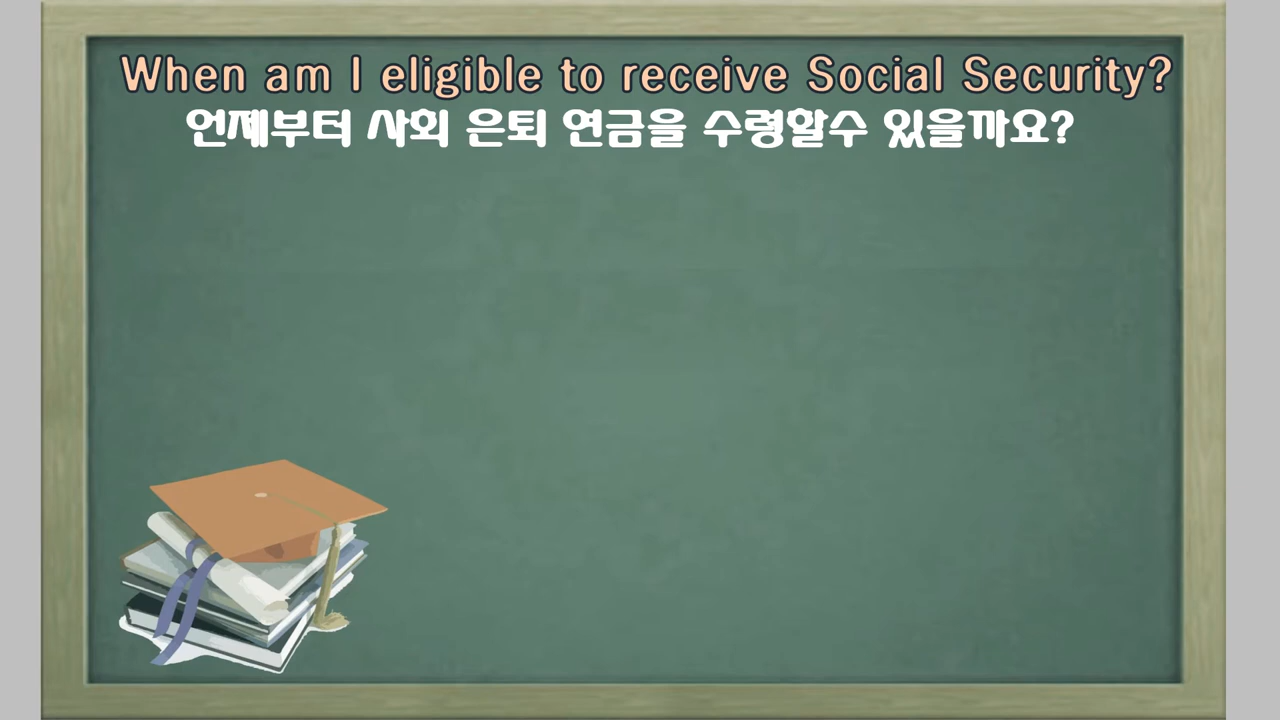 When am I eligible to receive Social Security?
언제부터 사회 은퇴 연금을 수령할수 있을까요?